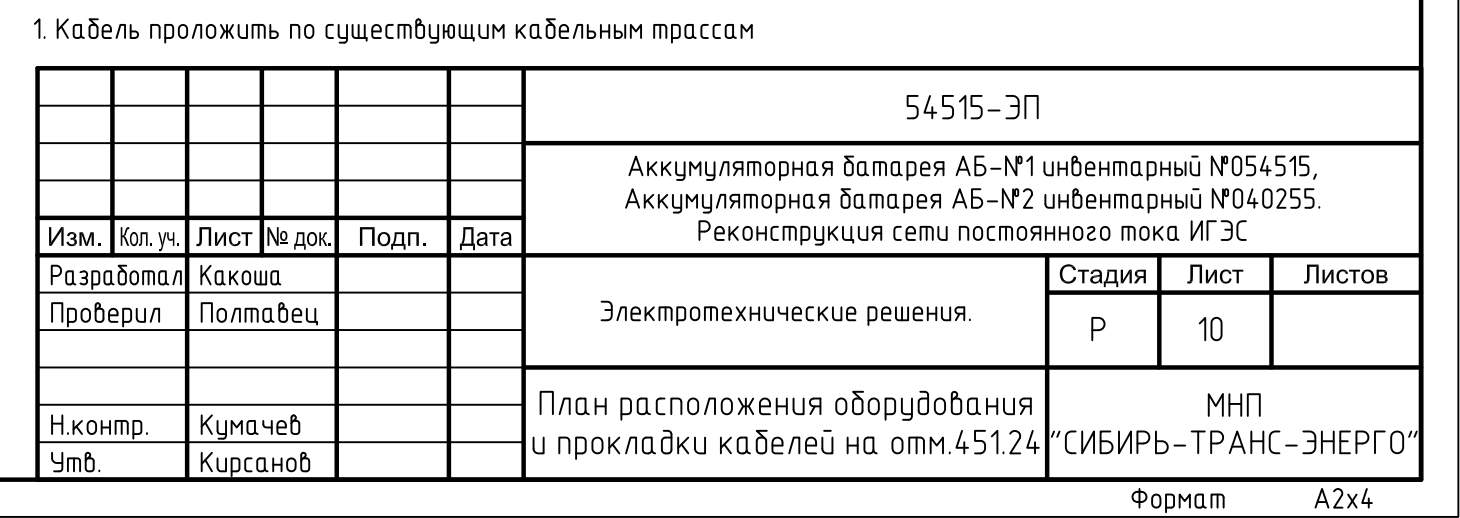 1. Кабель проложить по существующим кабельным трассам
54515-ЭП
Аккумуляторная батарея АБ-№1 инвентарный №054515,
Аккумуляторная батарея АБ-№2 инвентарный №040255.
Реконструкция сети постоянного тока ИГЭС
Изм. Кол. уч. Лист № док. Подп. Дата
Разработал Какоша
Проверил Полтавец
Электротехнические решения.
Стадия Лист Листов
Р 10
План расположения оборудования
и прокладки кабелей на отм.451.24
МНП
"СИБИРЬ-ТРАНС-ЭНЕРГО"
Н.контр. Кумачев
Утв. Кирсанов
Формат А2х4